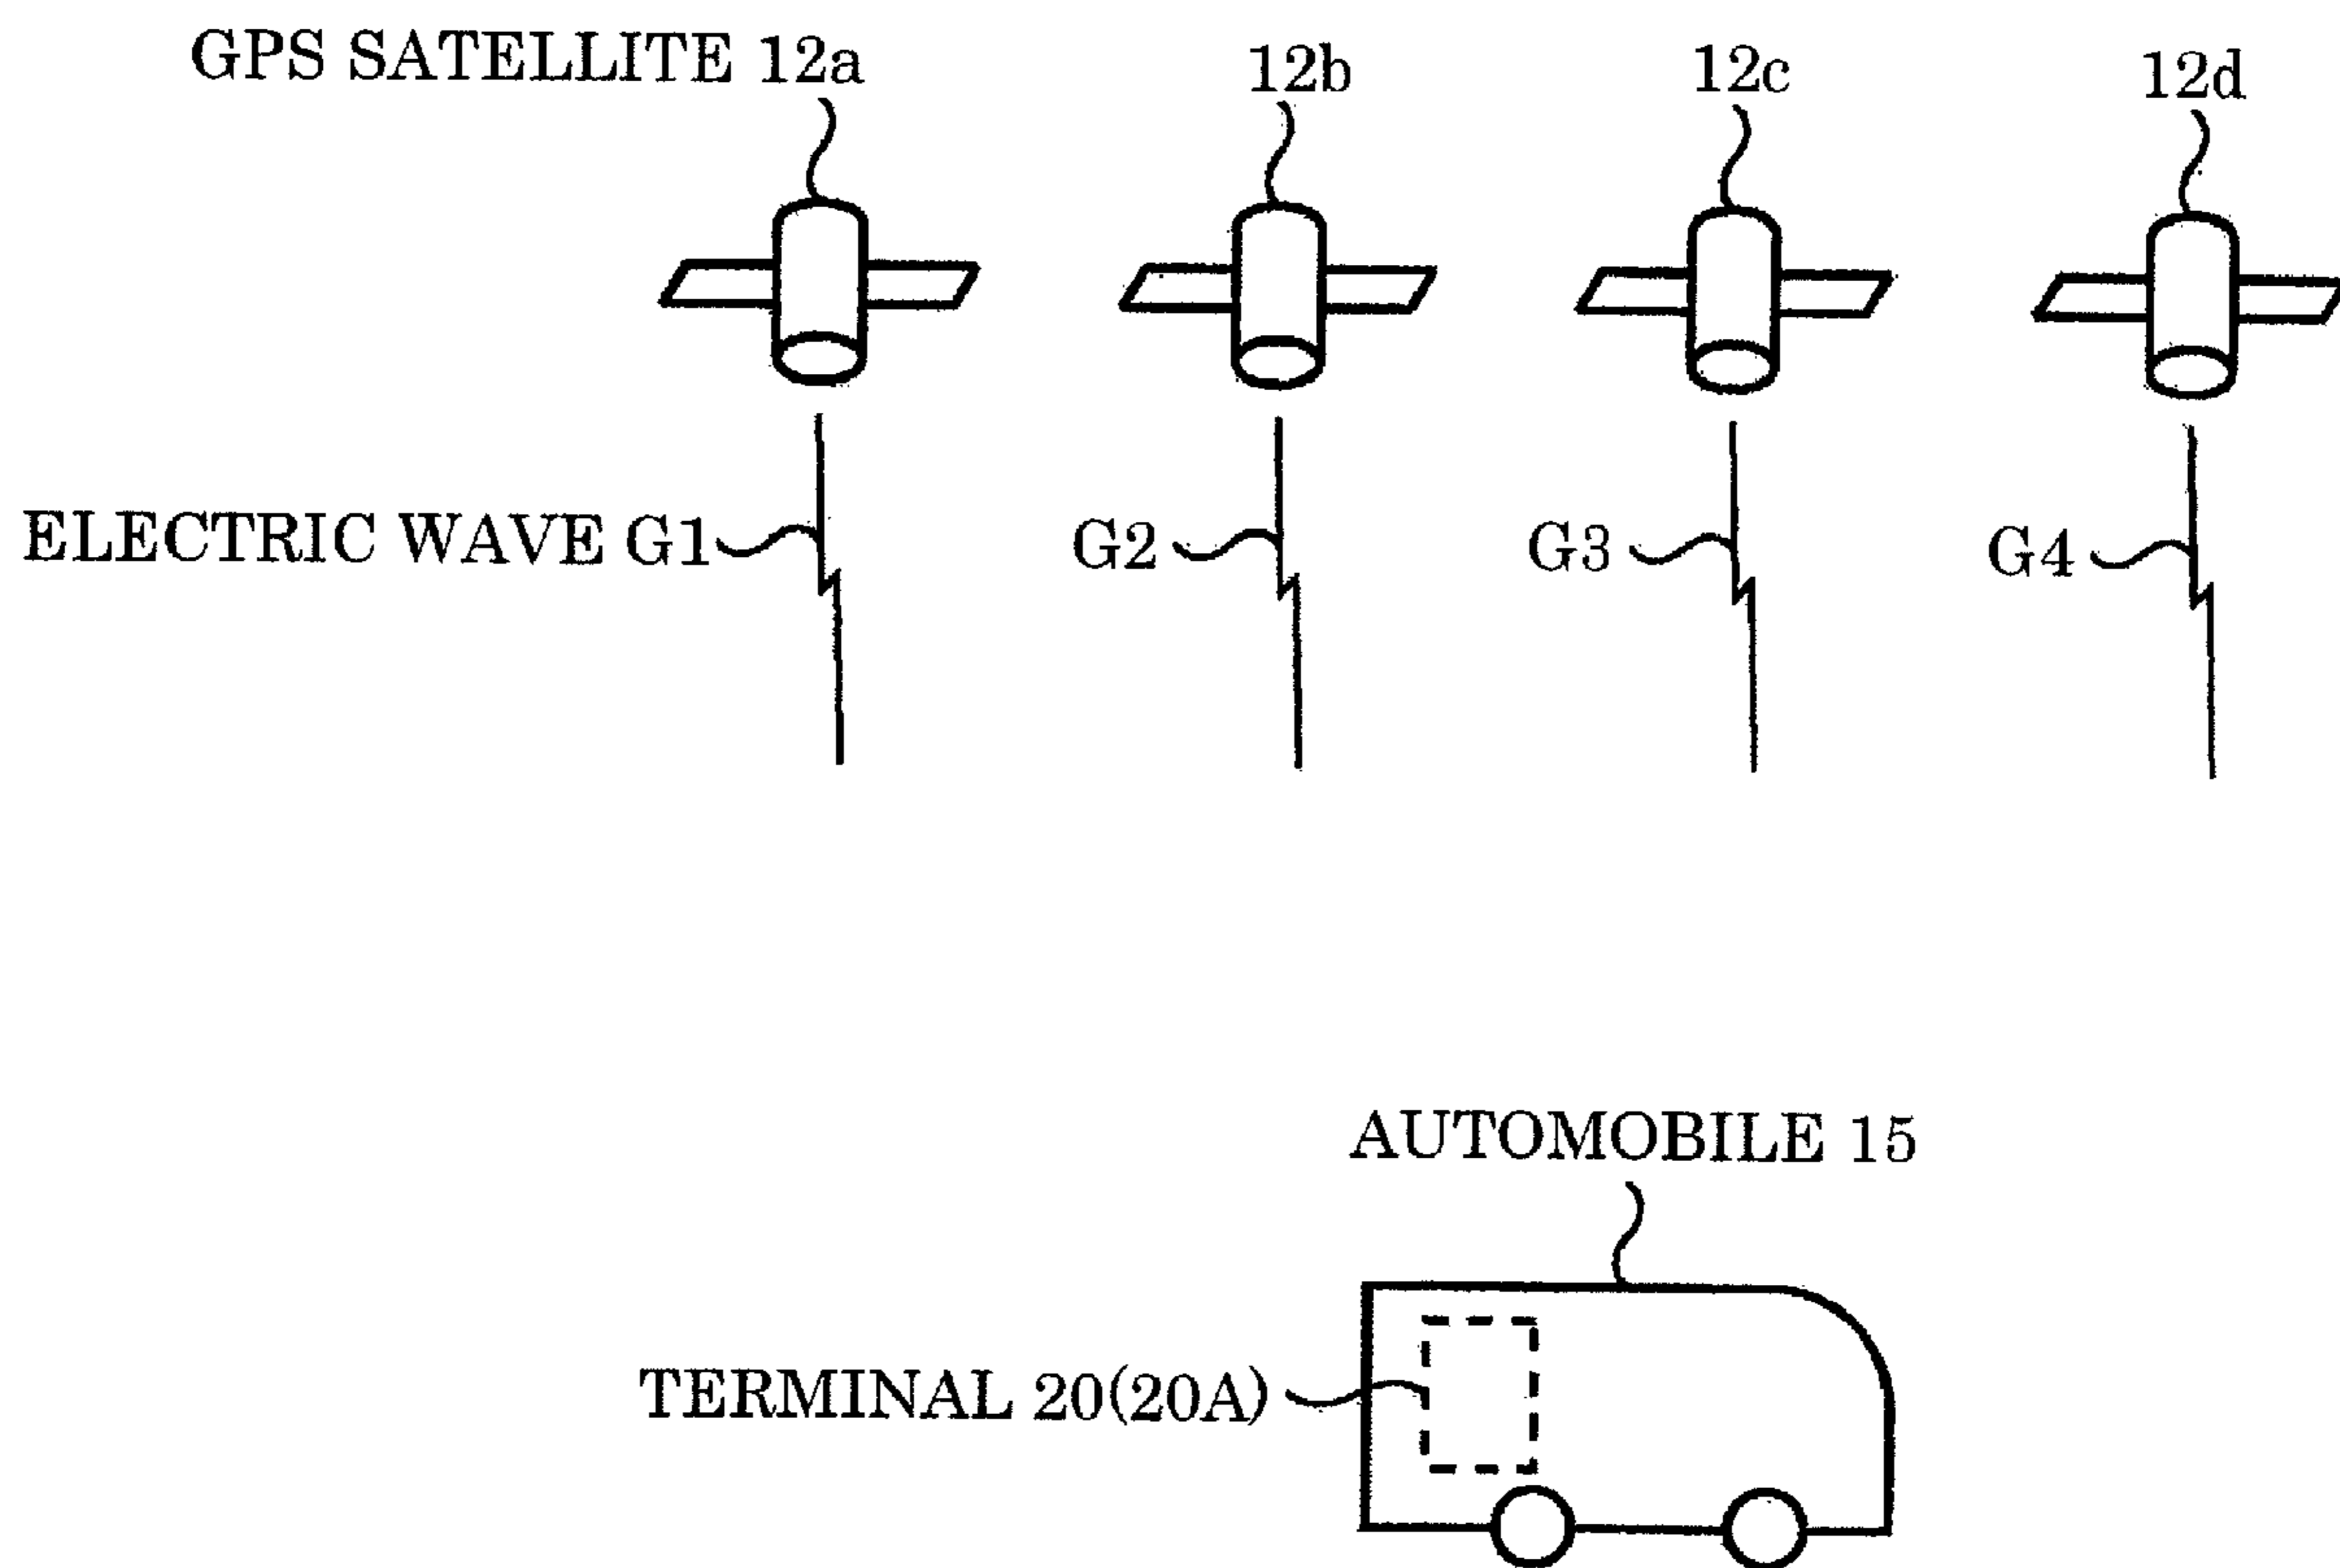 GPS SATELLITE 12a 12b 12c 12d
ELECTRIC WAVE G1 G2 G3 G4
AUTOMOBILE 15
TERMINAL 20(20A)